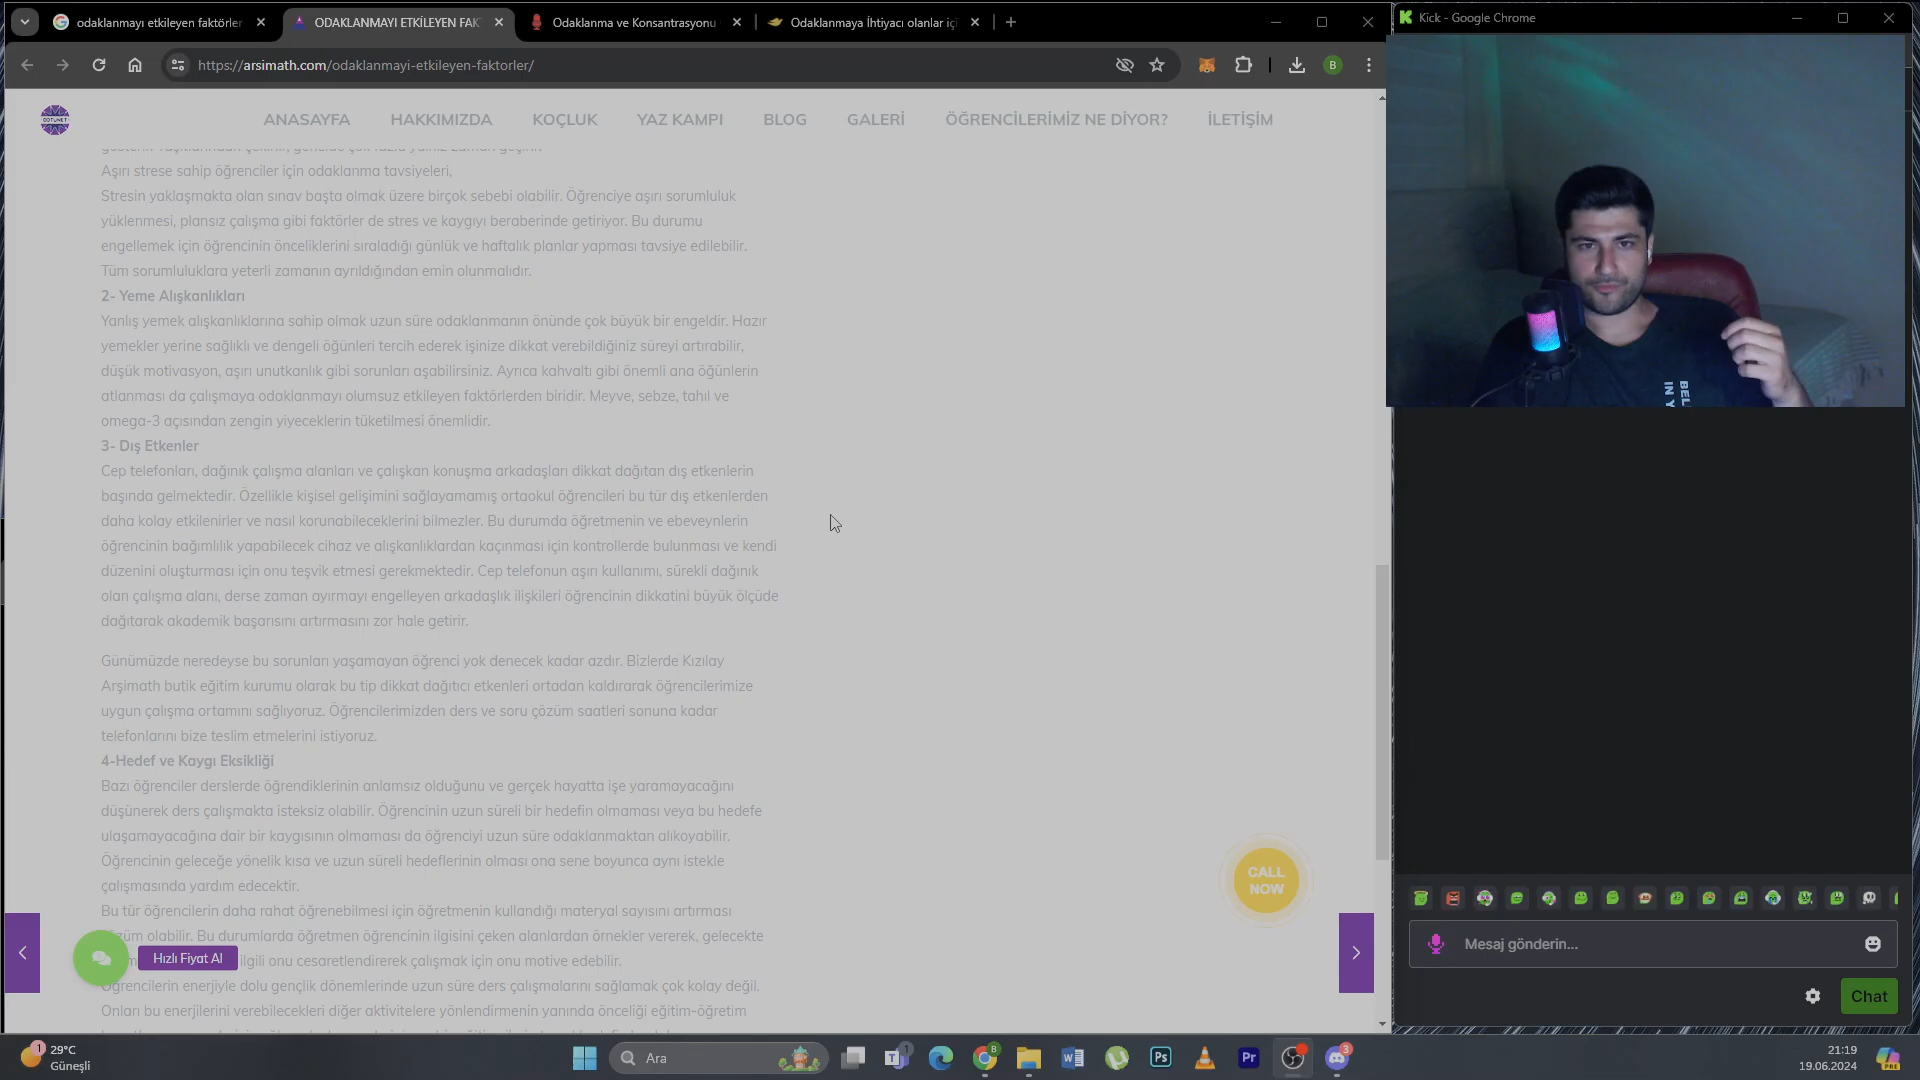 odaklanmayı etkileyen faktörler
ODAKLANMAYI ETKİLEYEN FAK
Odaklanma ve Konsantrasyonu
Odaklanmaya İhtiyacı olanlar içi
Kick - Google Chrome
https://arsimath.com/odaklanmayi-etkileyen-faktorler/
B
ANASAYFA HAKKIMIZDA KOÇLUK YAZ KAMPI BLOG GALERİ ÖĞRENCİLERİMİZ NE DİYOR? İLETİŞİM
Aşırı strese sahip öğrenciler için odaklanma tavsiyeleri,
Stresin yaklaşmakta olan sınav başta olmak üzere birçok sebebi olabilir. Öğrenciye aşırı sorumluluk
yüklenmesi, plansız çalışma gibi faktörler de stres ve kaygıyı beraberinde getiriyor. Bu durumu
engellemek için öğrencinin önceliklerini sıraladığı günlük ve haftalık planlar yapması tavsiye edilebilir.
Tüm sorumluluklara yeterli zamanın ayrıldığından emin olunmalıdır.
2- Yeme Alışkanlıkları
Yanlış yemek alışkanlıklarına sahip olmak uzun süre odaklanmanın önünde çok büyük bir engeldir. Hazır
yemekler yerine sağlıklı ve dengeli öğünleri tercih ederek işinize dikkat verebildiğiniz süreyi artırabilir,
düşük motivasyon, aşırı unutkanlık gibi sorunları aşabilirsiniz. Ayrıca kahvaltı gibi önemli ana öğünlerin
atlanması da çalışmaya odaklanmayı olumsuz etkileyen faktörlerden biridir. Meyve, sebze, tahıl ve
omega-3 açısından zengin yiyeceklerin tüketilmesi önemlidir.
3- Dış Etkenler
Cep telefonları, dağınık çalışma alanları ve çalışkan konuşma arkadaşları dikkat dağıtan dış etkenlerin
başında gelmektedir. Özellikle kişisel gelişimini sağlayamamış ortaokul öğrencileri bu tür dış etkenlerden
daha kolay etkilenirler ve nasıl korunabileceklerini bilmezler. Bu durumda öğretmenin ve ebeveynlerin
öğrencinin bağımlılık yapabilecek cihaz ve alışkanlıklardan kaçınması için kontrollerde bulunması ve kendi
düzenini oluşturması için onu teşvik etmesi gerekmektedir. Cep telefonun aşırı kullanımı, sürekli dağınık
olan çalışma alanı, derse zaman ayırmayı engelleyen arkadaşlık ilişkileri öğrencinin dikkatini büyük ölçüde
dağıtarak akademik başarısını artırmasını zor hale getirir.
Günümüzde neredeyse bu sorunları yaşamayan öğrenci yok denecek kadar azdır. Bizlerde Kızılay
Arşimath butik eğitim kurumu olarak bu tip dikkat dağıtıcı etkenleri ortadan kaldırarak öğrencilerimize
uygun çalışma ortamını sağlıyoruz. Öğrencilerimizden ders ve soru çözüm saatleri sonuna kadar
telefonlarını bize teslim etmelerini istiyoruz.
4-Hedef ve Kaygı Eksikliği
Bazı öğrenciler derslerde öğrendiklerinin anlamsız olduğunu ve gerçek hayatta işe yaramayacağını
düşünerek ders çalışmakta isteksiz olabilir. Öğrencinin uzun süreli bir hedefin olmaması veya bu hedefe
ulaşamayacağına dair bir kaygısının olmaması da öğrenciyi uzun süre odaklanmaktan alıkoyabilir.
Öğrencinin geleceğe yönelik kısa ve uzun süreli hedeflerinin olması ona sene boyunca aynı istekle
çalışmasında yardım edecektir.
Bu tür öğrencilerin daha rahat öğrenebilmesi için öğretmenin kullandığı materyal sayısını artırması
olabilir. Bu durumlarda öğretmen öğrencinin ilgisini çeken alanlardan örnekler vererek, gelecekte
ilgili onu cesaretlendirerek çalışmak için onu motive edebilir.
Öğrencilerin enerjiyle dolu gençlik dönemlerinde uzun süre ders çalışmalarını sağlamak çok kolay değil.
Onları bu enerjilerini verebilecekleri diğer aktivitelere yönlendirmenin yanında önceliği eğitim-öğretim
CALL
NOW
Hızlı Fiyat Al
BEL
IN Y
Mesaj gönderin...
Chat
1
29°C
Güneşli
Ara
1
B
Ps
Pr
3
21:19
19.06.2024
PRE